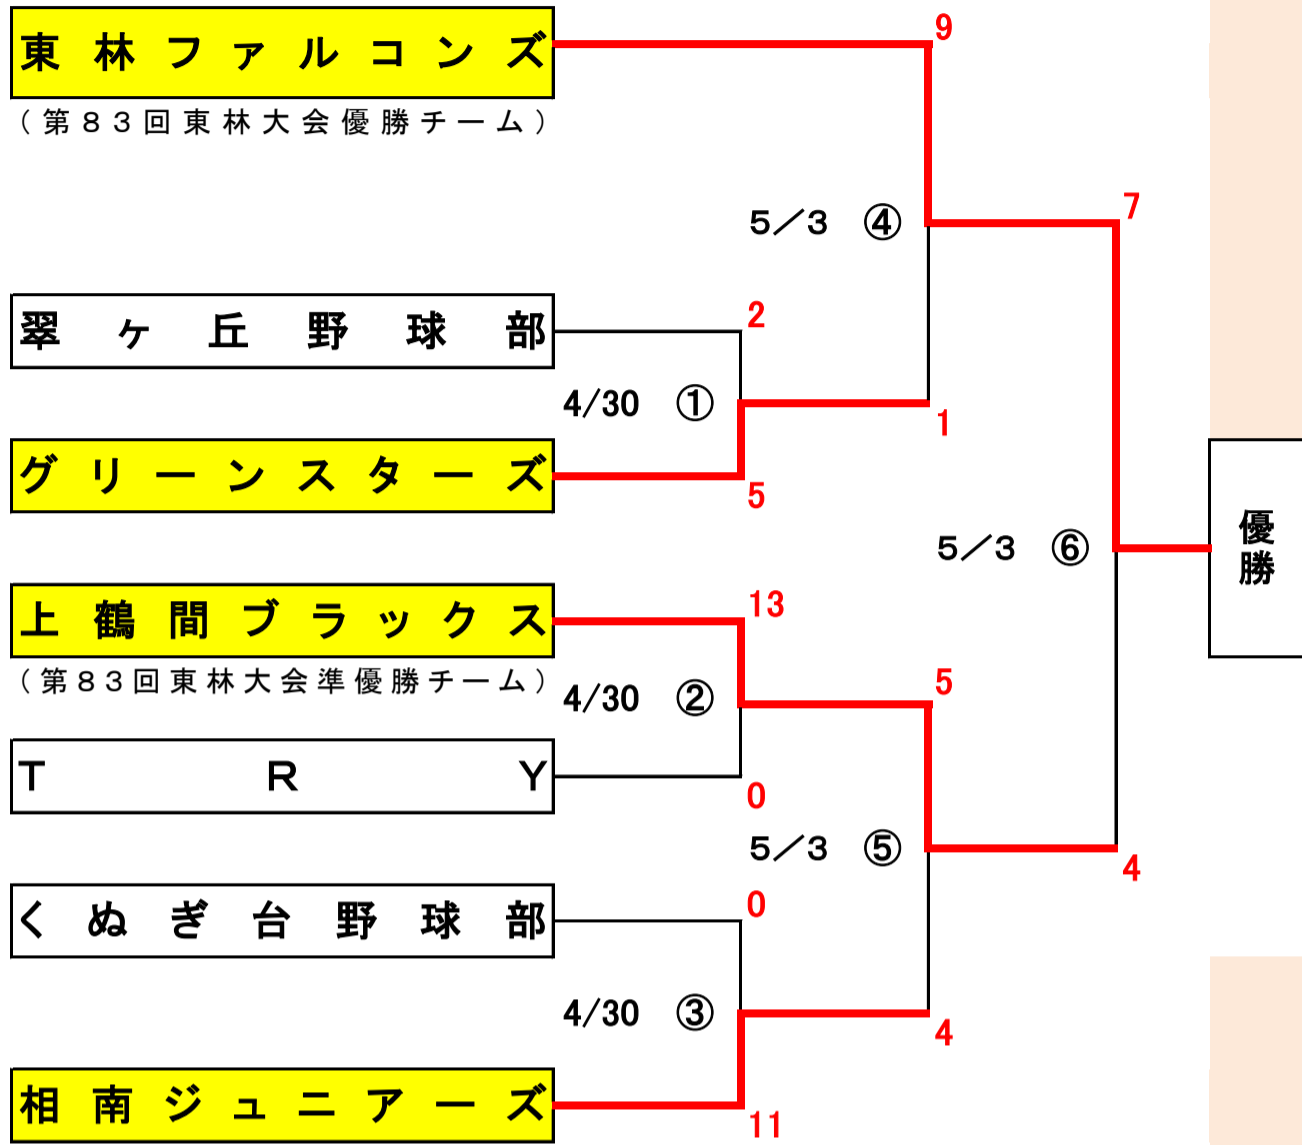 東林ファルコンズ
9
(第83回東林大会優勝チーム)
7
5/3 ④
翠ヶ丘野球部
2
4/30 ①
1
グリーンスターズ
5
優勝
5/3 ⑥
上鶴間ブラックス
13
(第83回東林大会準優勝チーム)
4/30 ②
5
TRY
0
5/3 ⑤
4
くぬぎ台野球部
0
4/30 ③
4
相南ジュニアーズ
11